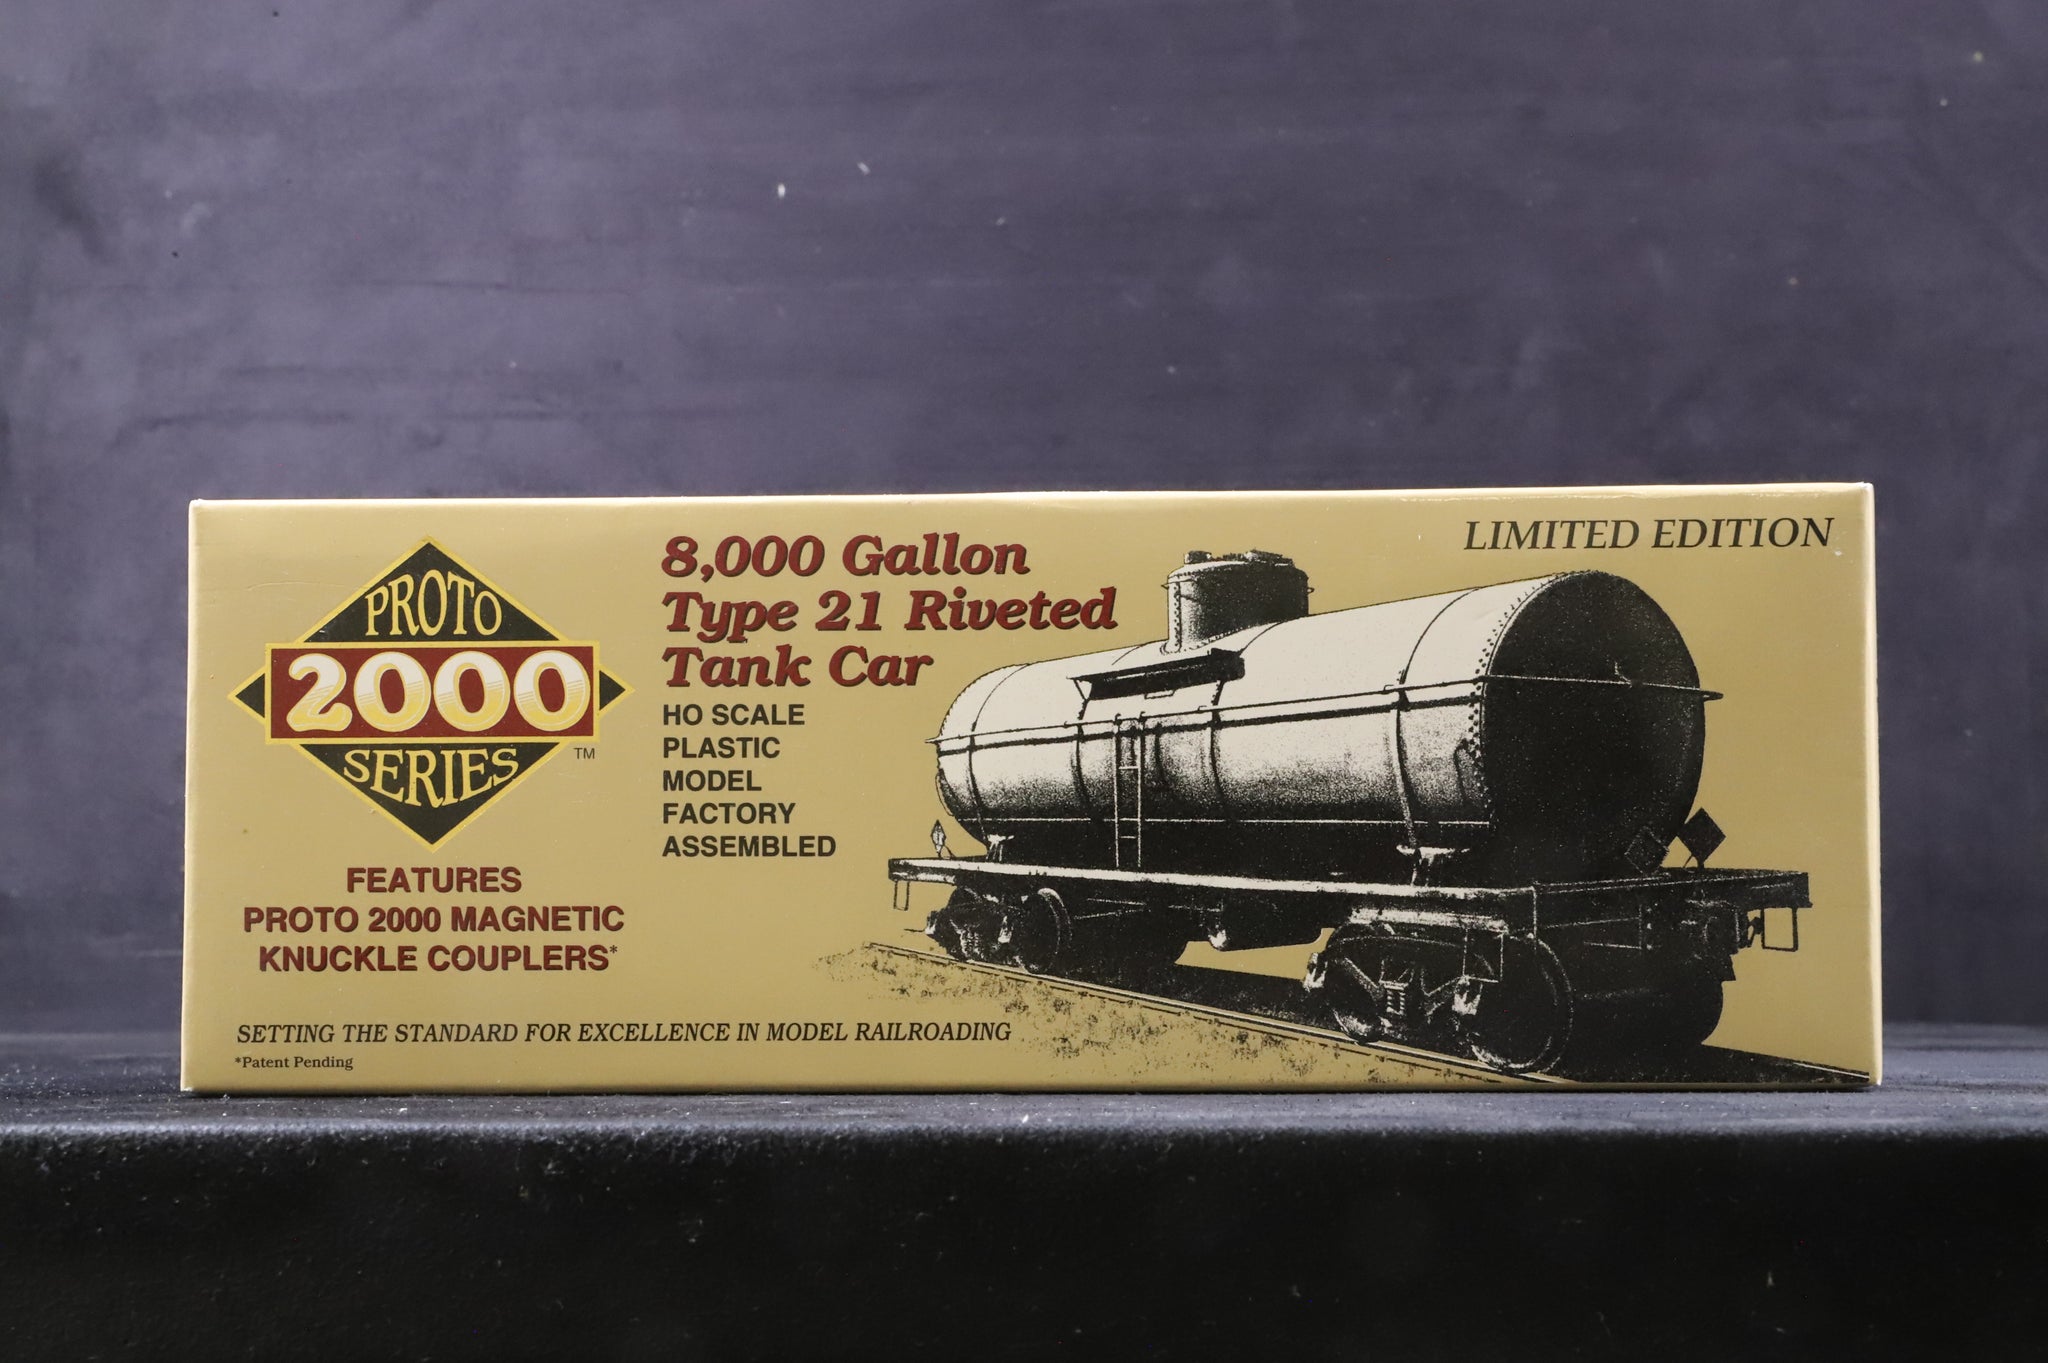 PROTO
2000
SERIES
TM
FEATURES
PROTO 2000 MAGNETIC
KNUCKLE COUPLERS*
8,000 Gallon
Type 21 Riveted
Tank Car
HO SCALE
PLASTIC
MODEL
FACTORY
ASSEMBLED
LIMITED EDITION
SETTING THE STANDARD FOR EXCELLENCE IN MODEL RAILROADING
*Patent Pending